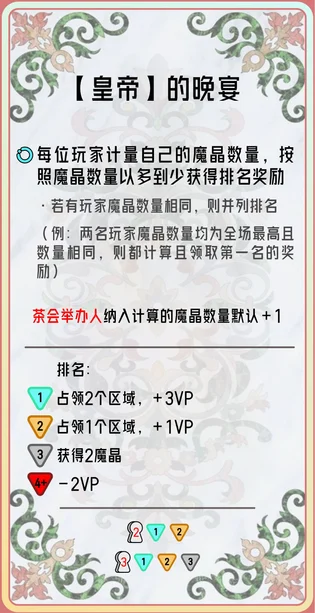 【皇帝】的晚宴
每位玩家计量自己的魔晶数量，按
照魔晶数量以多到少获得排名奖励
·若有玩家魔晶数量相同，则并列排名
（例：两名玩家魔晶数量均为全场最高且
数量相同，则都计算且领取第一名的奖
励）
茶会举办人纳入计算的魔晶数量默认＋1
排名：
1 占领2个区域，＋3VP
2 占领1个区域，＋1VP
3 获得2魔晶
4+ －2VP
2 1 2
3 1 2 3